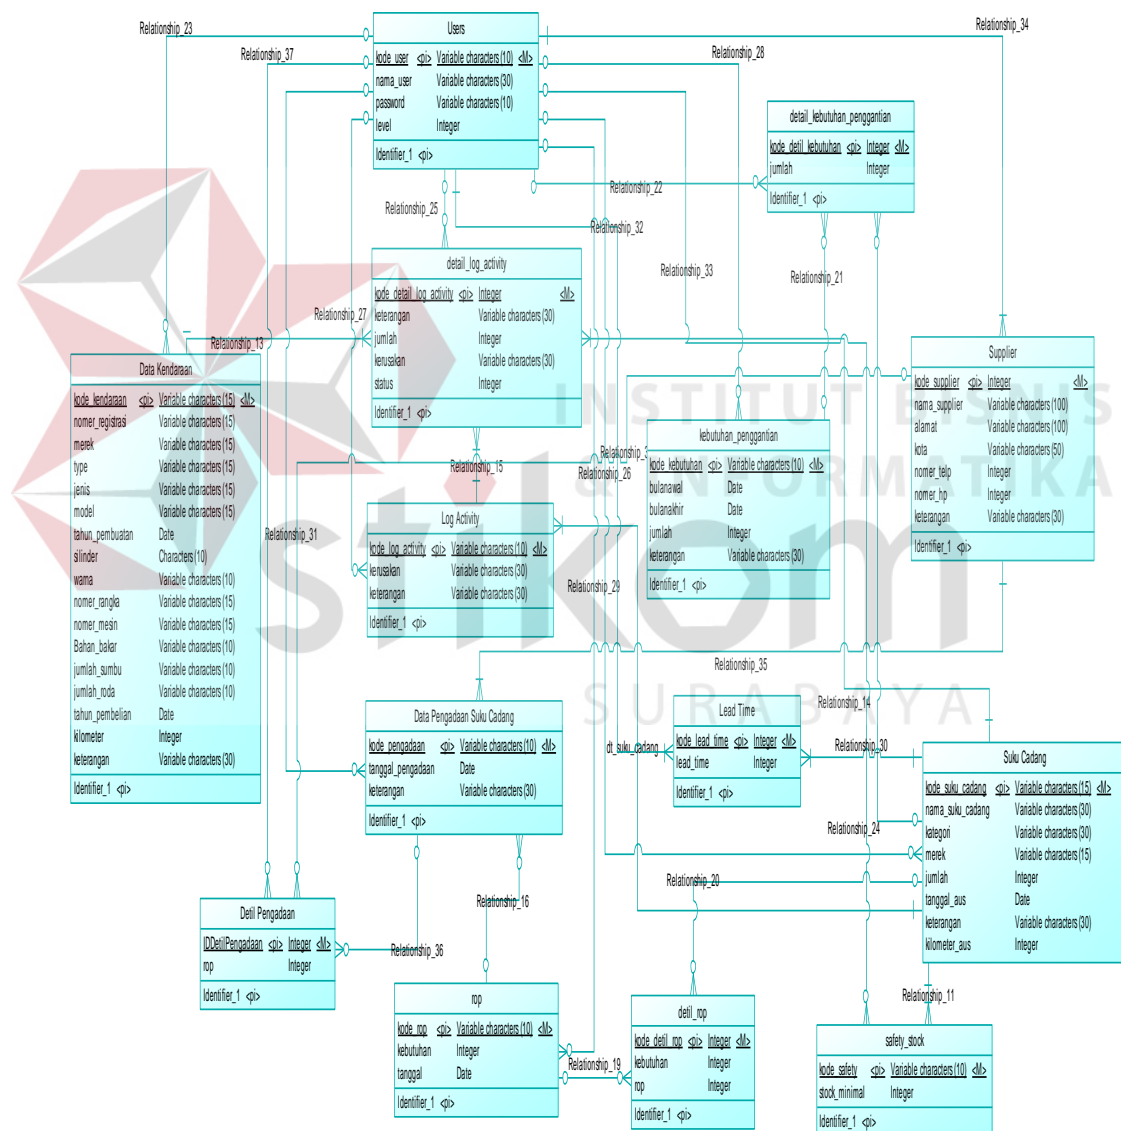 Relationship_23
Relationship_34
Relationship_37
Relationship_28
Users
kode_user <pi> Variable characters (10) <M>
nama_user Variable characters (30)
password Variable characters (10)
level Integer
Identifier_1 <pi>
detail_kebutuhan_penggantian
kode_detil_kebutuhan <pi> Integer <M>
jumlah Integer
Identifier_1 <pi>
Relationship_22
Relationship_25
Relationship_32
Relationship_33
Relationship_21
Relationship_27
Relationship_13
detail_log_activity
kode_detail_log_activity <pi> Integer <M>
keterangan Variable characters (30)
jumlah Integer
kerusakan Variable characters (30)
status Integer
Identifier_1 <pi>
Data Kendaraan
kode_kendaraan <pi> Variable characters (15) <M>
nomer_registrasi Variable characters (15)
merek Variable characters (15)
type Variable characters (15)
jenis Variable characters (15)
model Variable characters (15)
tahun_pembuatan Date
silinder Characters (10)
warna Variable characters (10)
nomer_rangka Variable characters (15)
nomer_mesin Variable characters (15)
Bahan_bakar Variable characters (10)
jumlah_sumbu Variable characters (10)
jumlah_roda Variable characters (10)
tahun_pembelian Date
kilometer Integer
keterangan Variable characters (30)
Identifier_1 <pi>
Supplier
kode_supplier <pi> Integer <M>
nama_supplier Variable characters (100)
alamat Variable characters (100)
kota Variable characters (50)
nomer_telp Integer
nomer_hp Integer
keterangan Variable characters (30)
Identifier_1 <pi>
INSTITUT BISNIS
& INFORMATIKA
stikom
SURABAYA
kebutuhan_penggantian
kode_kebutuhan <pi> Variable characters (10) <M>
bulanawal Date
bulanakhir Date
jumlah Integer
keterangan Variable characters (30)
Identifier_1 <pi>
Relationship_15
Relationship_26
Relationship_31
Relationship_29
Log Activity
kode_log_activity <pi> Variable characters (10) <M>
kerusakan Variable characters (30)
keterangan Variable characters (30)
Identifier_1 <pi>
Relationship_35
Relationship_14
Data Pengadaan Suku Cadang
kode_pengadaan <pi> Variable characters (10) <M>
tanggal_pengadaan Date
keterangan Variable characters (30)
Identifier_1 <pi>
dt_suku_cadang
Lead Time
kode_lead_time <pi> Integer <M>
lead_time Integer
Identifier_1 <pi>
Relationship_30
Suku Cadang
kode_suku_cadang <pi> Variable characters (15) <M>
nama_suku_cadang Variable characters (30)
kategori Variable characters (30)
merek Variable characters (15)
jumlah Integer
tanggal_aus Date
keterangan Variable characters (30)
kilometer_aus Integer
Identifier_1 <pi>
Relationship_24
Relationship_20
Relationship_16
Relationship_36
Relationship_11
Detil Pengadaan
IDDetilPengadaan <pi> Integer <M>
rop Integer
Identifier_1 <pi>
rop
kode_rop <pi> Variable characters (10) <M>
kebutuhan Integer
tanggal Date
Identifier_1 <pi>
Relationship_19
detil_rop
kode_detil_rop <pi> Integer <M>
kebutuhan Integer
rop Integer
Identifier_1 <pi>
safety_stock
kode_safety <pi> Variable characters (10) <M>
stock_minimal Integer
Identifier_1 <pi>